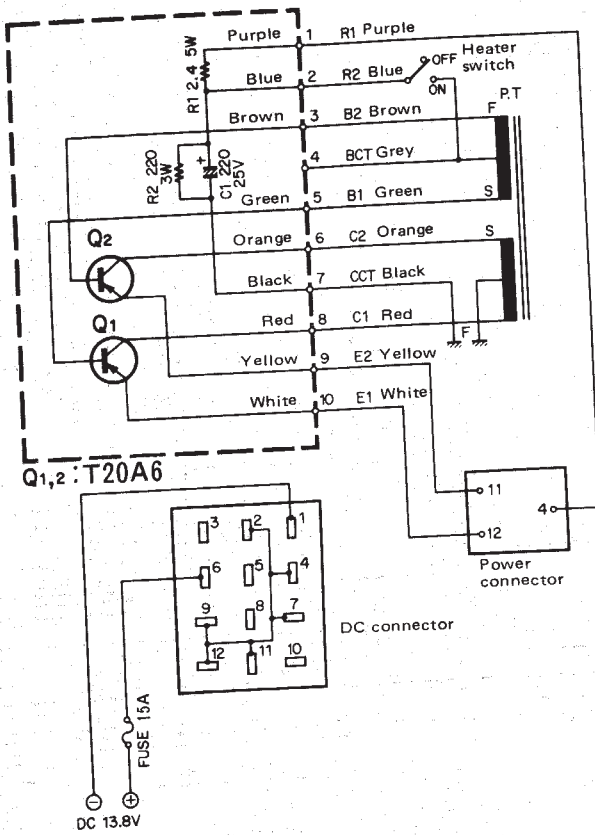 Purple 1 R1 Purple
R1 2.4 5W
OFF Heater switch
Blue 2 R2 Blue
ON
P.T
Brown 3 B2 Brown
F
R2 220 3W
+
C1 220 25V
4 BCT Grey
Green 5 B1 Green
S
Q2
Orange 6 C2 Orange
S
Black 7 CCT Black
Q1
Red 8 C1 Red
F
Yellow 9 E2 Yellow
White 10 E1 White
Q1,2 : T20A6
11
4
12
Power
connector
3 2 1
6 5 4
9 8 7
12 11 10
DC connector
FUSE 15A
− +
DC 13.8V